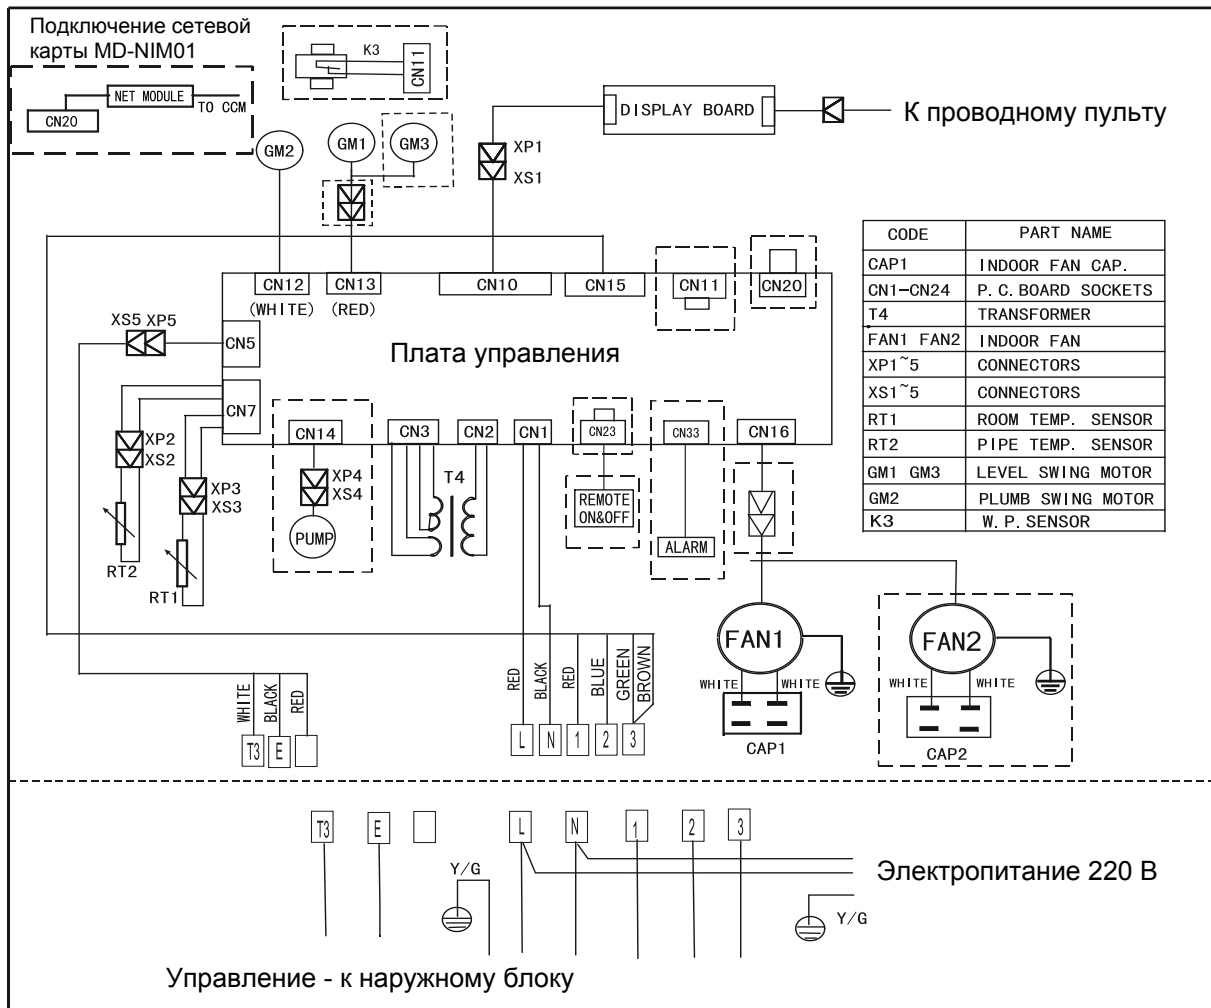 Подключение сетевой
карты MD-NIM01
NET MODULE
TO CCM
CN20
K3
CN11
GM2
GM1
GM3
XP1
XS1
DISPLAY BOARD
К проводному пульту
CN12
(WHITE)
CN13
(RED)
CN10
CN15
CN11
CN20
CODE PART NAME
CAP1 INDOOR FAN CAP.
CN1-CN24 P.C.BOARD SOCKETS
T4 TRANSFORMER
FAN1 FAN2 INDOOR FAN
XP1~5 CONNECTORS
XS1~5 CONNECTORS
RT1 ROOM TEMP. SENSOR
RT2 PIPE TEMP. SENSOR
GM1 GM3 LEVEL SWING MOTOR
GM2 PLUMB SWING MOTOR
K3 W.P.SENSOR
XS5 XP5
CN5
Плата управления
CN7
CN14
CN3
CN2
CN1
CN23
CN33
CN16
XP2
XS2
XP3
XS3
XP4
XS4
PUMP
T4
REMOTE
ON&OFF
ALARM
RT2
RT1
FAN1
WHITE
WHITE
CAP1
FAN2
WHITE
WHITE
CAP2
WHITE
BLACK
RED
T3
E
RED
BLACK
RED
BLUE
GREEN
BROWN
L
N
1
2
3
T3
E
L
N
1
2
3
Y/G
Электропитание 220 В
Y/G
Управление - к наружному блоку